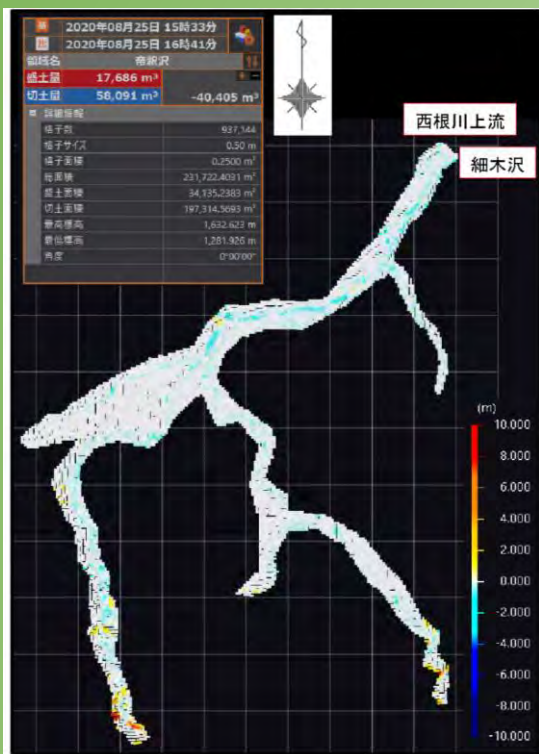 2020年08月25日 15時33分
2020年08月25日 16時41分
領域名
盛土量 17,686 m³
切土量 58,091 m³ -40,405 m³
詳細情報
格子数 937,144
格子サイズ 0.50 m
格子面積 0.2500 m²
総面積 231,722.4031 m²
盛土面積 34,135.2383 m²
切土面積 197,314.5693 m²
最高標高 1,632.623 m
最低標高 1,281.926 m
角度 0°00'00"
西根川上流
細木沢
(m)
10.000
8.000
6.000
4.000
2.000
0.000
-2.000
-4.000
-6.000
-8.000
-10.000